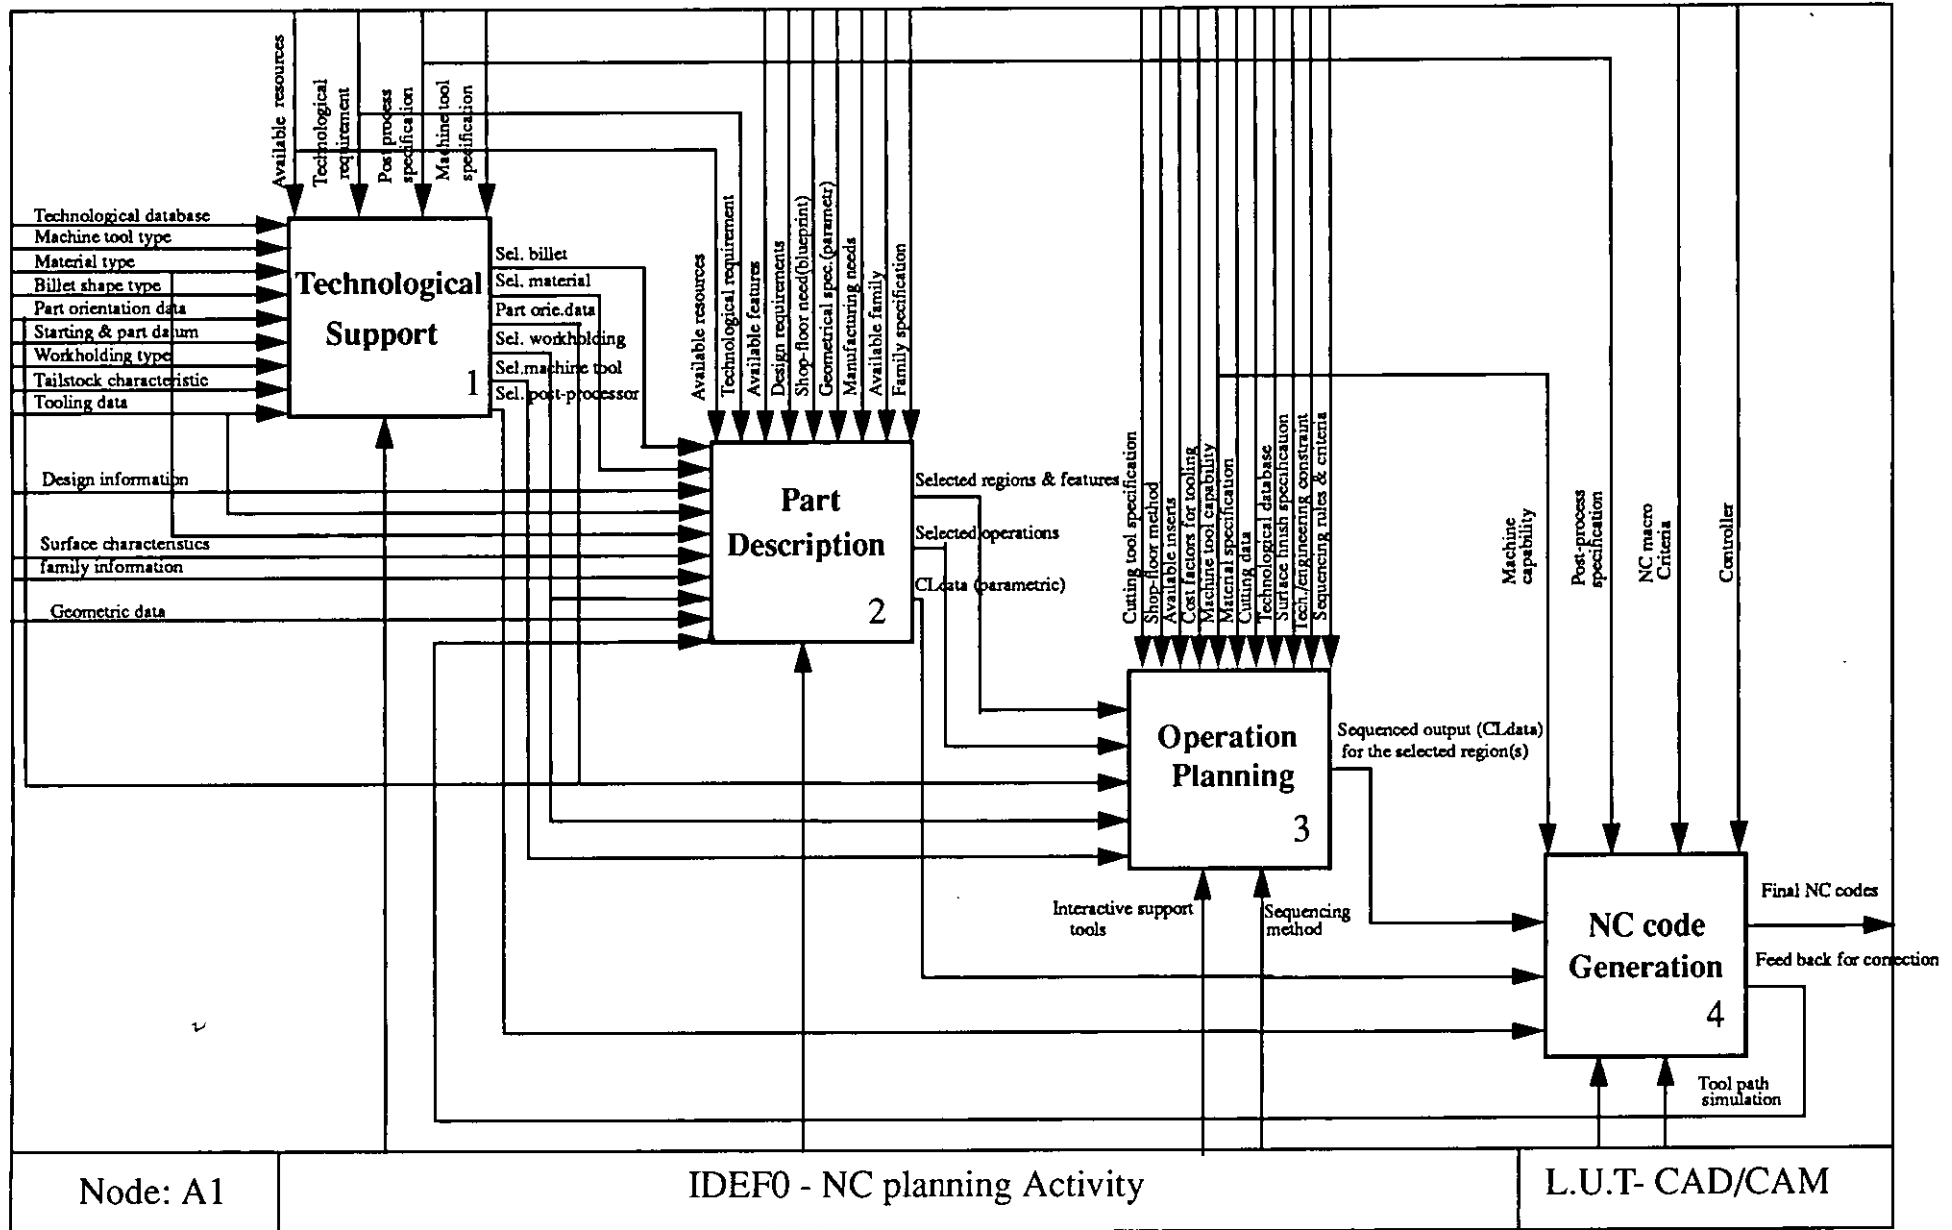 Available resources
Technological
requirement
Post process
specification
Machine tool
specification
Technological database
Machine tool type
Material type
Billet shape type
Part orientation data
Starting & part datum
Workholding type
Tailstock characteristic
Tooling data
Technological
Support
1
Sel. billet
Sel. material
Part orie.data
Sel. workholding
Sel.machine tool
Sel. post-processor
Available resources
Technological requirement
Available features
Design requirements
Shop-floor need(blueprint)
Geometrical spec.(parametr)
Manufacturing needs
Available family
Family specification
Design information
Surface characteristics
family information
Geometric data
Part
Description
2
Selected regions & features
Selected operations
CLdata (parametric)
Cutting tool specification
Shop-floor method
Available inserts
Cost factors for tooling
Machine tool capability
Material specification
Cutting data
Technological database
Surface finish specification
Tech./engineering constraint
Sequencing rules & criteria
Machine
capability
Post-process
specification
NC macro
Criteria
Controller
Operation
Planning
3
Sequenced output (CLdata)
for the selected region(s)
Interactive support
tools
Sequencing
method
NC code
Generation
4
Final NC codes
Feed back for correction
Tool path
simulation
Node: A1
IDEF0 - NC planning Activity
L.U.T- CAD/CAM